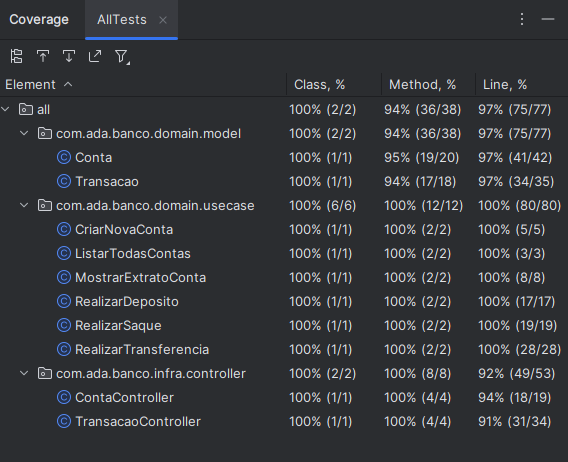 Coverage AllTests
Element Class, % Method, % Line, %
all 100% (2/2) 94% (36/38) 97% (75/77)
com.ada.banco.domain.model 100% (2/2) 94% (36/38) 97% (75/77)
Conta 100% (1/1) 95% (19/20) 97% (41/42)
Transacao 100% (1/1) 94% (17/18) 97% (34/35)
com.ada.banco.domain.usecase 100% (6/6) 100% (12/12) 100% (80/80)
CriarNovaConta 100% (1/1) 100% (2/2) 100% (5/5)
ListarTodasContas 100% (1/1) 100% (2/2) 100% (3/3)
MostrarExtratoConta 100% (1/1) 100% (2/2) 100% (8/8)
RealizarDeposito 100% (1/1) 100% (2/2) 100% (17/17)
RealizarSaque 100% (1/1) 100% (2/2) 100% (19/19)
RealizarTransferencia 100% (1/1) 100% (2/2) 100% (28/28)
com.ada.banco.infra.controller 100% (2/2) 100% (8/8) 92% (49/53)
ContaController 100% (1/1) 100% (4/4) 94% (18/19)
TransacaoController 100% (1/1) 100% (4/4) 91% (31/34)